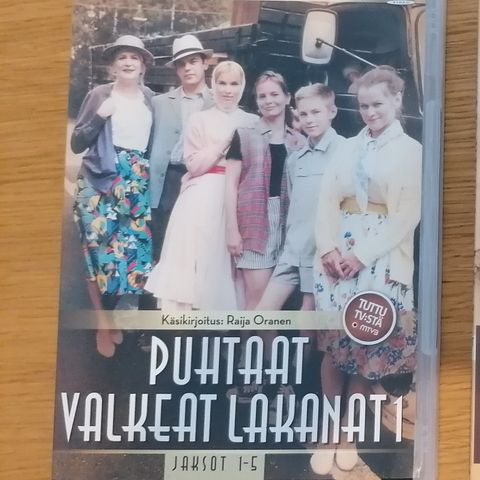 Käsikirjoitus: Raija Oranen
TUTTU
TV:STÄ
mtv3
PUHTAAT
VALKEAT LAKANAT 1
JAKSOT 1-5